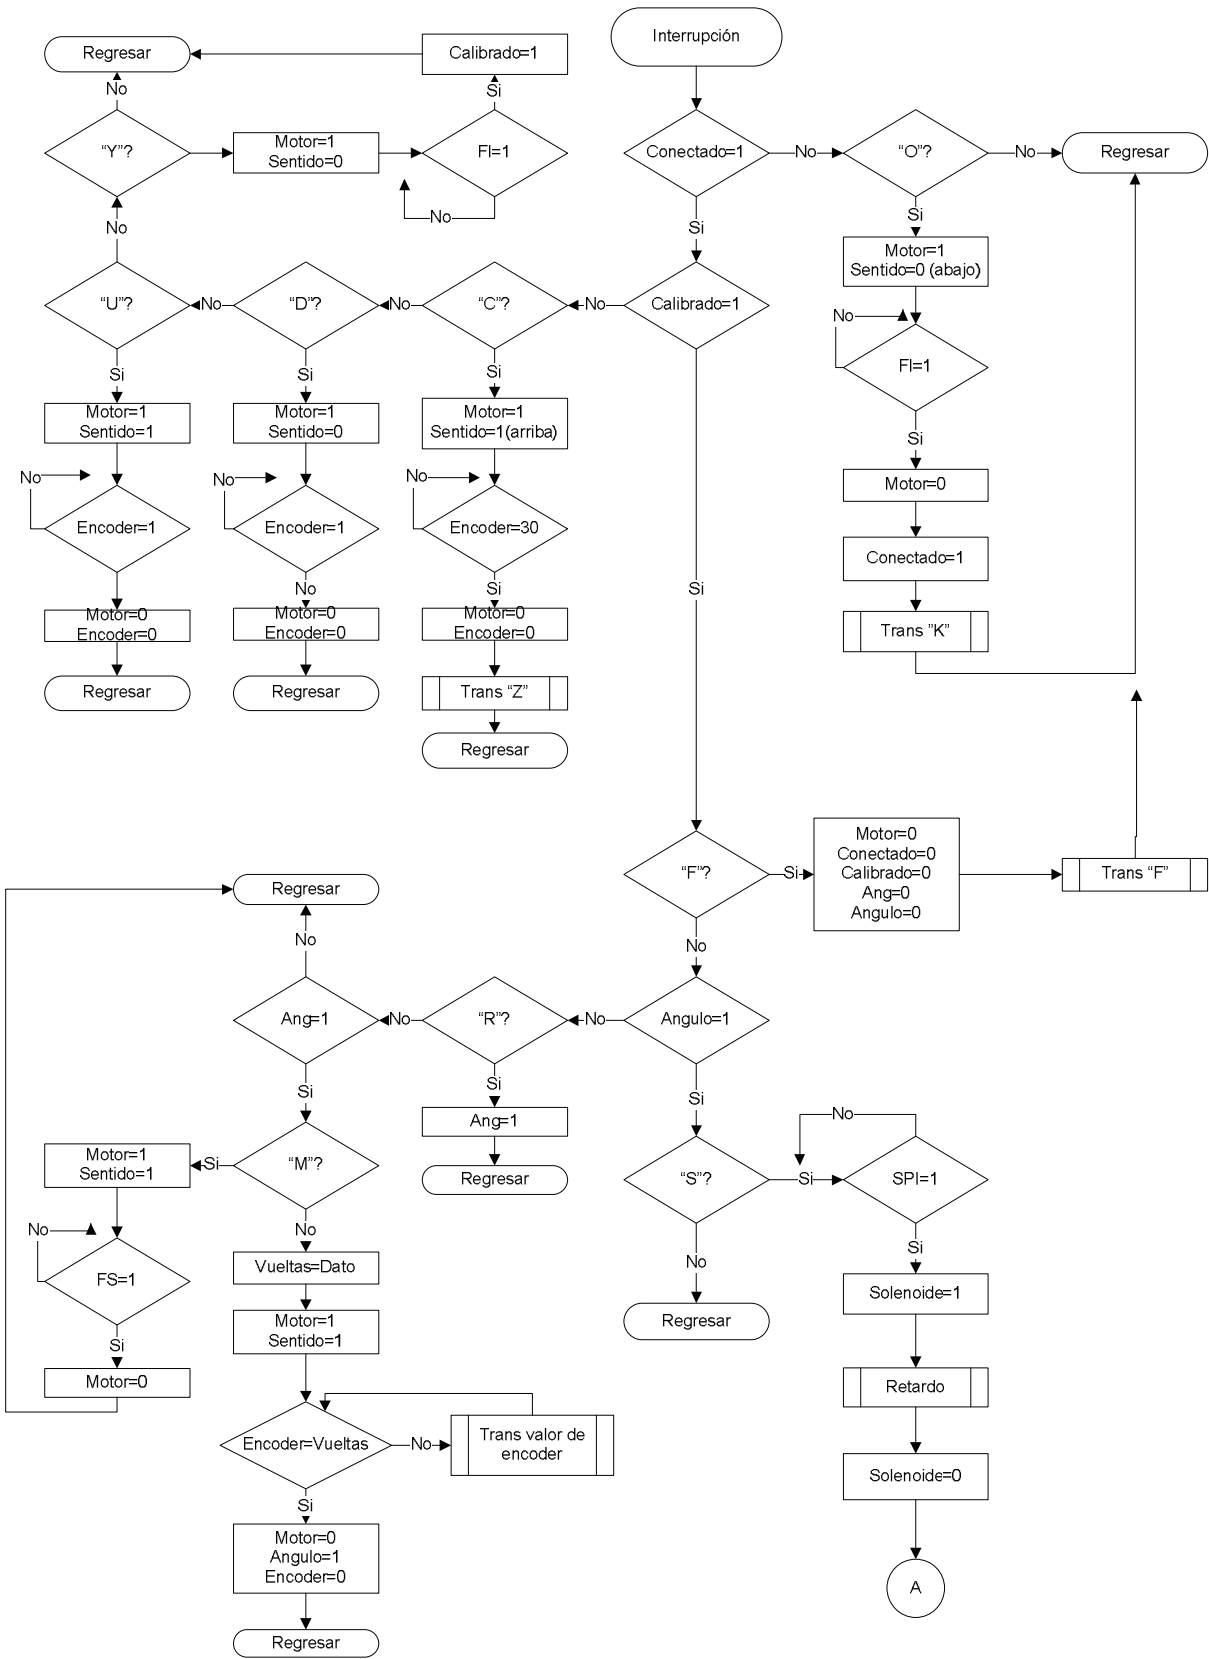 Interrupción
Regresar
Calibrado=1
No
Si
“Y”?
Motor=1
Sentido=0
FI=1
No
Conectado=1
No
“O”?
No
Regresar
No
Si
Si
Motor=1
Sentido=0 (abajo)
“U”?
No
“D”?
No
“C”?
No
Calibrado=1
No
FI=1
Si
Si
Si
Motor=1
Sentido=1
Motor=1
Sentido=0
Motor=1
Sentido=1(arriba)
Si
No
No
No
Motor=0
Encoder=1
Encoder=1
Encoder=30
Conectado=1
No
Si
Si
Motor=0
Encoder=0
Motor=0
Encoder=0
Motor=0
Encoder=0
Trans "K"
Regresar
Regresar
Trans “Z”
Regresar
“F”?
Si
Motor=0
Conectado=0
Calibrado=0
Ang=0
Angulo=0
Trans “F”
Regresar
No
No
Ang=1
No
“R”?
No
Angulo=1
Si
Si
Si
Ang=1
No
Motor=1
Sentido=1
Si
“M”?
Regresar
“S”?
Si
SPI=1
No
No
No
Si
FS=1
Vueltas=Dato
Solenoide=1
Motor=1
Sentido=1
Regresar
Si
Motor=0
Retardo
Encoder=Vueltas
No
Trans valor de
encoder
Solenoide=0
Si
Motor=0
Angulo=1
Encoder=0
A
Regresar